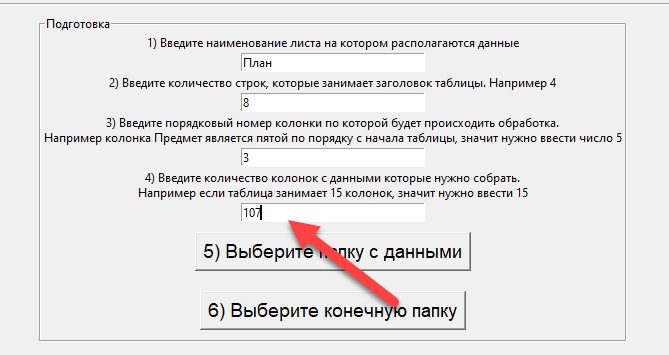 Подготовка
1) Введите наименование листа на котором располагаются данные
План
2) Введите количество строк, которые занимает заголовок таблицы. Например 4
8
3) Введите порядковый номер колонки по которой будет происходить обработка.
Например колонка Предмет является пятой по порядку с начала таблицы, значит нужно ввести число 5
3
4) Введите количество колонок с данными которые нужно собрать.
Например если таблица занимает 15 колонок, значит нужно ввести 15
107
5) Выберите папку с данными
6) Выберите конечную папку